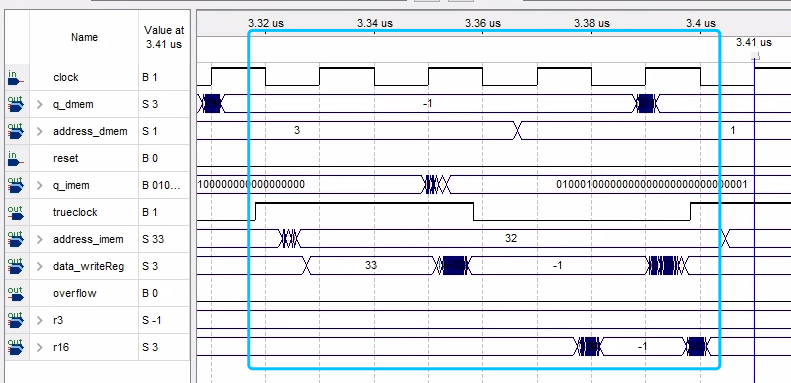 Name Value at 3.41 us
3.32 us 3.34 us 3.36 us 3.38 us 3.4 us
3.41 us
in clock B 1
out > q_dmem S 3 -1
out > address_dmem S 1 3 1
in reset B 0
out > q_imem B 010... 100000000000000000 01000100000000000000000000000001
out trueclock B 1
out > address_imem S 33 32
out > data_writeReg S 3 33 -1
out overflow B 0
out > r3 S -1
out > r16 S 3 -1